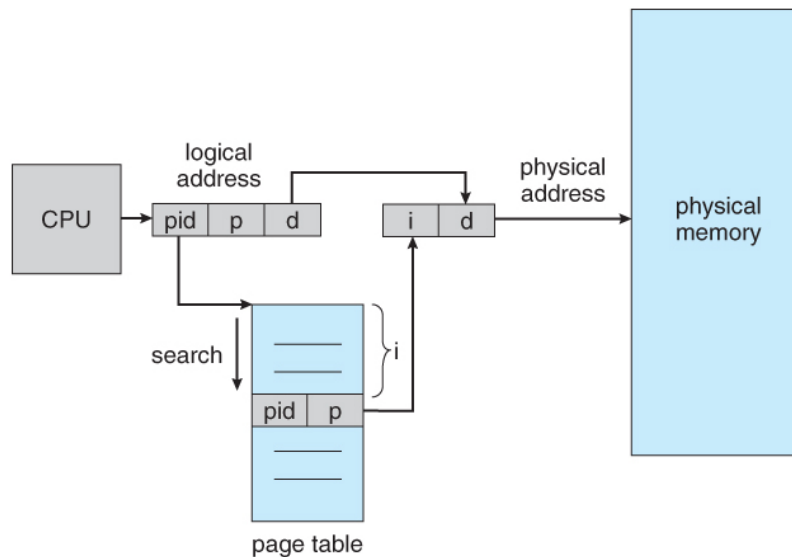 logical
address
physical
address
CPU
pid p d
i d
physical
memory
search
i
pid p
page table